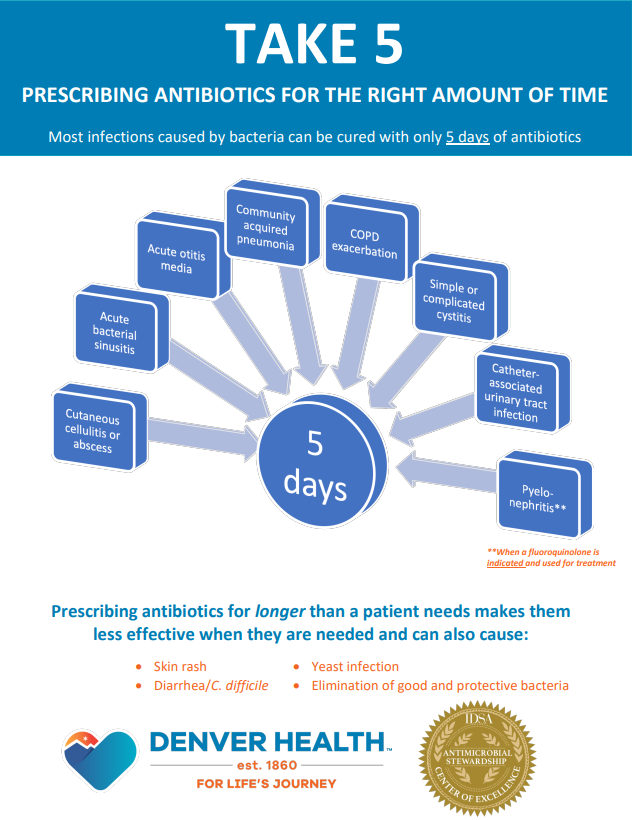 TAKE 5
PRESCRIBING ANTIBIOTICS FOR THE RIGHT AMOUNT OF TIME
Most infections caused by bacteria can be cured with only 5 days of antibiotics
Cutaneous
cellulitis or
abscess
Acute
bacterial
sinusitis
Acute otitis
media
Community
acquired
pneumonia
COPD
exacerbation
Simple or
complicated
cystitis
Catheter-
associated
urinary tract
infection
Pyelo-
nephritis**
5
days
**When a fluoroquinolone is
indicated and used for treatment
Prescribing antibiotics for longer than a patient needs makes them
less effective when they are needed and can also cause:
• Skin rash
• Diarrhea/C. difficile
• Yeast infection
• Elimination of good and protective bacteria
DENVER HEALTH™
est. 1860
FOR LIFE'S JOURNEY
IDSA
ANTIMICROBIAL
STEWARDSHIP
CENTER OF EXCELLENCE